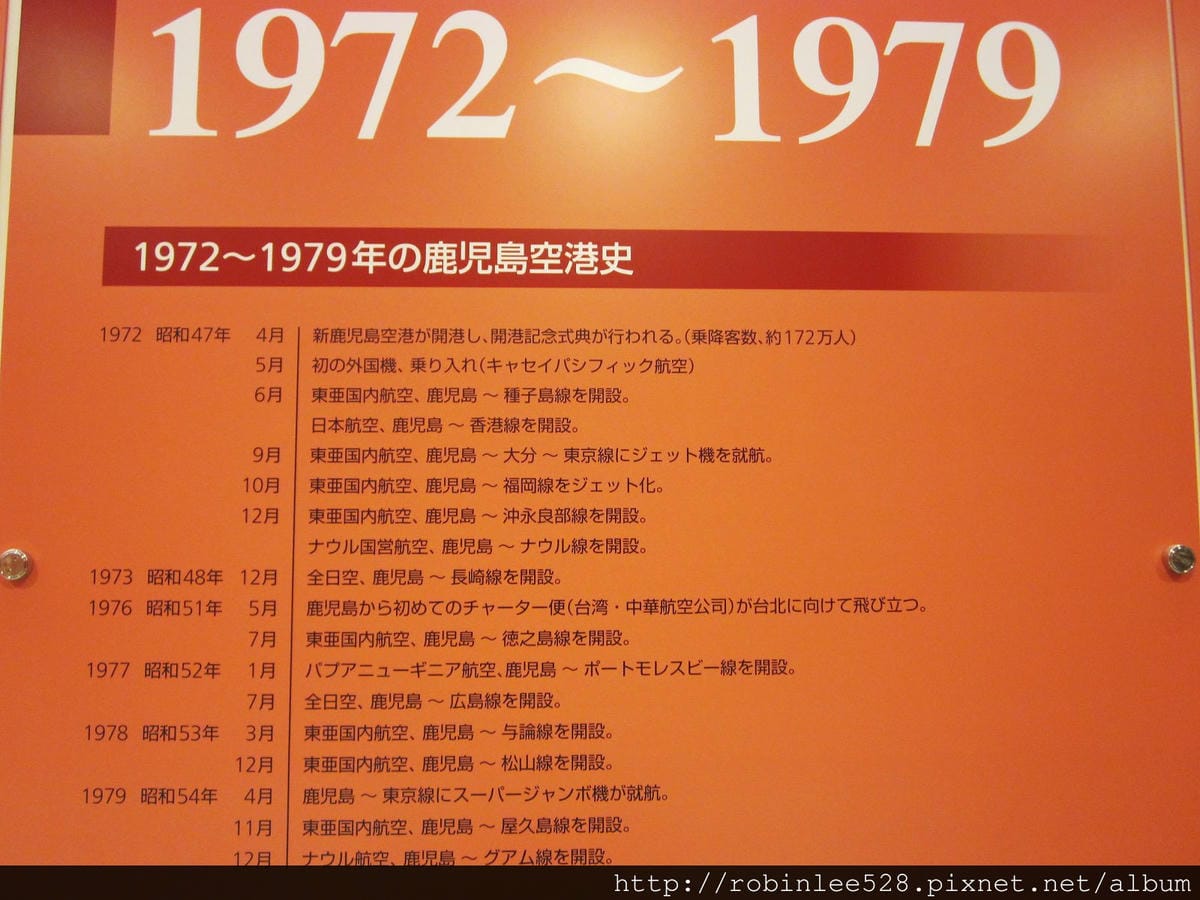 1972～1979
1972～1979年の鹿児島空港史
1972 昭和47年 4月 新鹿児島空港が開港し、開港記念式典が行われる。(乗降客数、約172万人)
5月 初の外国機、乗り入れ(キャセイパシフィック航空)
6月 東亜国内航空、鹿児島 ～ 種子島線を開設。
日本航空、鹿児島 ～ 香港線を開設。
9月 東亜国内航空、鹿児島 ～ 大分 ～ 東京線にジェット機を就航。
10月 東亜国内航空、鹿児島 ～ 福岡線をジェット化。
12月 東亜国内航空、鹿児島 ～ 沖永良部線を開設。
ナウル国営航空、鹿児島 ～ ナウル線を開設。
1973 昭和48年 12月 全日空、鹿児島 ～ 長崎線を開設。
1976 昭和51年 5月 鹿児島から初めてのチャーター便(台湾・中華航空公司)が台北に向けて飛び立つ。
7月 東亜国内航空、鹿児島 ～ 徳之島線を開設。
1977 昭和52年 1月 パプアニューギニア航空、鹿児島 ～ ポートモレスビー線を開設。
7月 全日空、鹿児島 ～ 広島線を開設。
1978 昭和53年 3月 東亜国内航空、鹿児島 ～ 与論線を開設。
12月 東亜国内航空、鹿児島 ～ 松山線を開設。
1979 昭和54年 4月 鹿児島 ～ 東京線にスーパージャンボ機が就航。
11月 東亜国内航空、鹿児島 ～ 屋久島線を開設。
12月 ナウル航空、鹿児島 ～ グアム線を開設。
http://robinlee528.pixnet.net/album